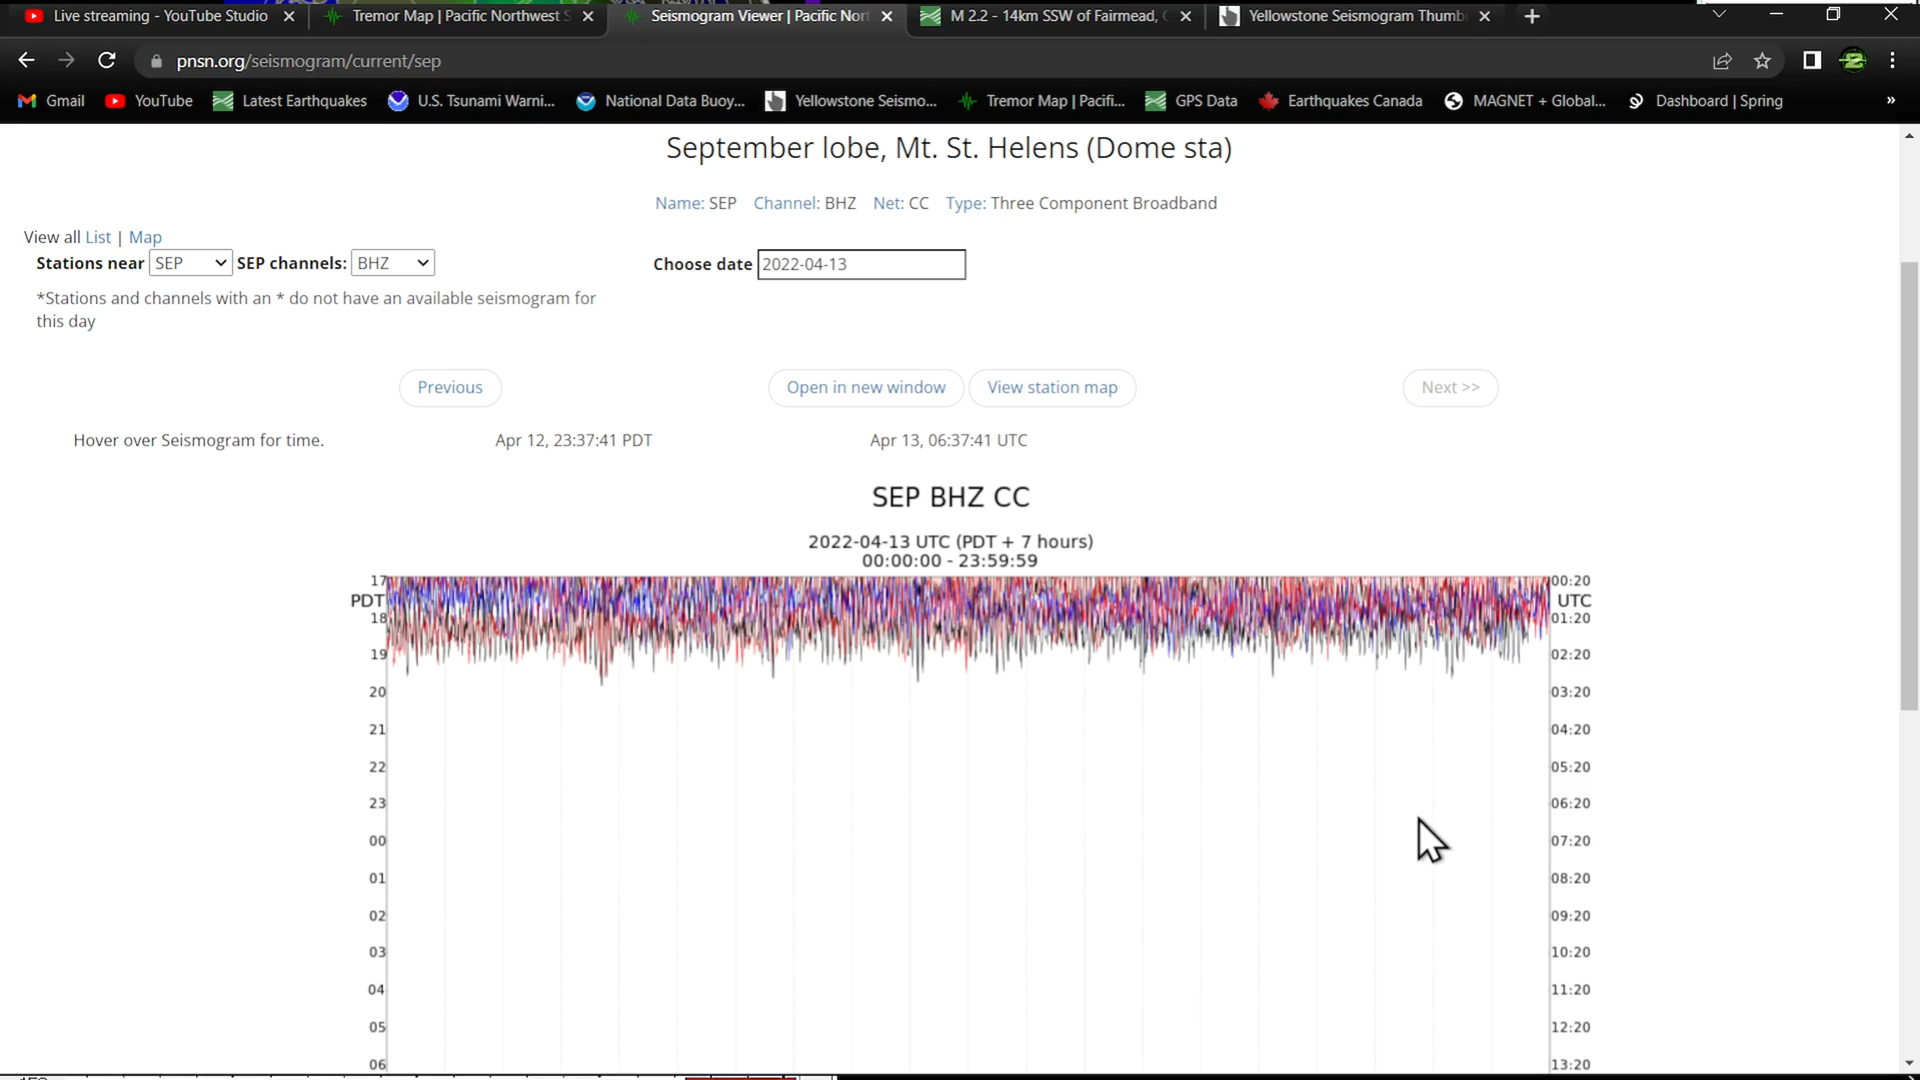 Live streaming - YouTube Studio
Tremor Map | Pacific Northwest S
Seismogram Viewer | Pacific Nort
M 2.2 - 14km SSW of Fairmead, C
Yellowstone Seismogram Thumb
pnsn.org/seismogram/current/sep
Gmail
YouTube
Latest Earthquakes
U.S. Tsunami Warni...
National Data Buoy...
Yellowstone Seismo...
Tremor Map | Pacifi...
GPS Data
Earthquakes Canada
MAGNET + Global...
Dashboard | Spring
»
September lobe, Mt. St. Helens (Dome sta)
Name: SEP Channel: BHZ Net: CC Type: Three Component Broadband
View all List | Map
Stations near SEP SEP channels: BHZ
Choose date 2022-04-13
*Stations and channels with an * do not have an available seismogram for
this day
Previous
Open in new window
View station map
Next >>
Hover over Seismogram for time.
Apr 12, 23:37:41 PDT
Apr 13, 06:37:41 UTC
SEP BHZ CC
2022-04-13 UTC (PDT + 7 hours)
00:00:00 - 23:59:59
17 00:20
PDT UTC
18 01:20
19 02:20
20 03:20
21 04:20
22 05:20
23 06:20
00 07:20
01 08:20
02 09:20
03 10:20
04 11:20
05 12:20
06 13:20